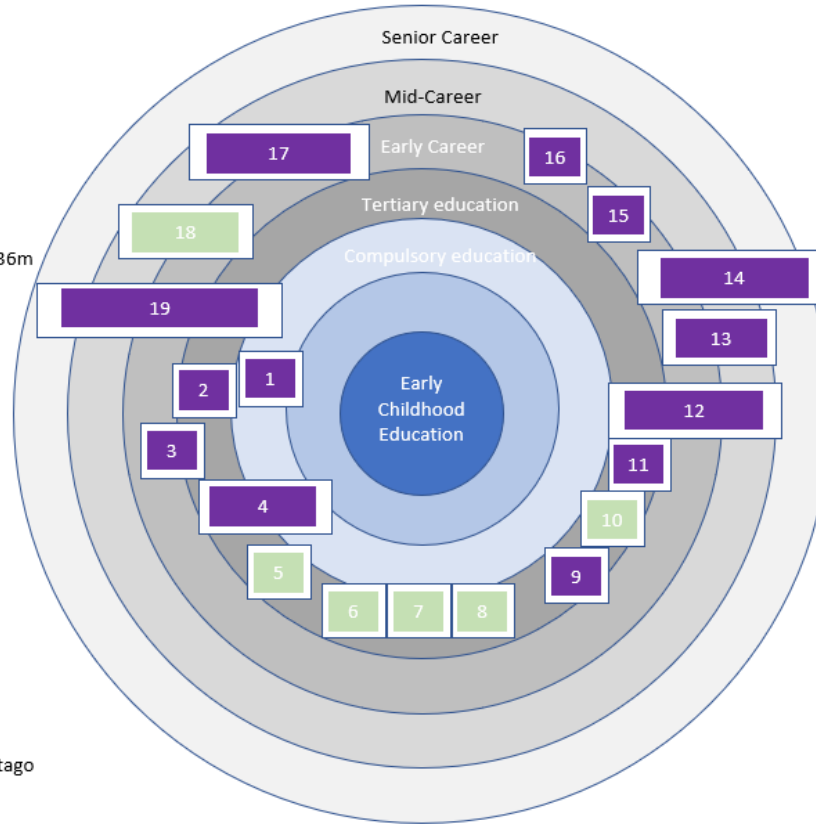 Senior Career
Mid-Career
Early Career
Tertiary education
Compulsory education
Early
Childhood
Education
17
16
18
15
36m
14
19
13
1
2
12
3
11
4
10
5
9
6
7
8
tago